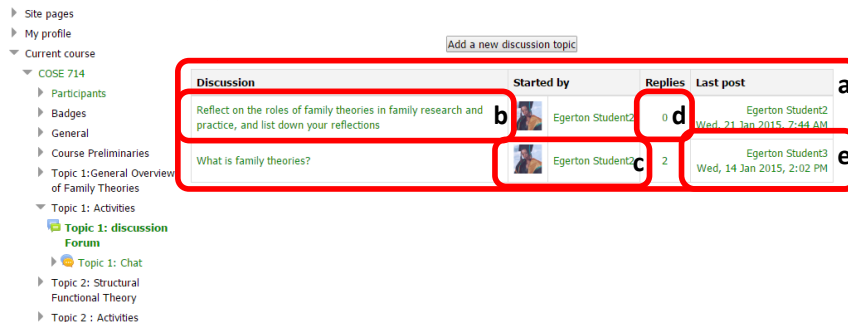 Site pages
My profile
Current course
COSE 714
Participants
Badges
General
Course Preliminaries
Topic 1:General Overview
of Family Theories
Topic 1: Activities
Topic 1: discussion
Forum
Topic 1: Chat
Topic 2: Structural
Functional Theory
Topic 2 : Activities
Add a new discussion topic
Discussion Started by Replies Last post a
Reflect on the roles of family theories in family research and
practice, and list down your reflections
b
Egerton Student2
0 d
Egerton Student2
Wed, 21 Jan 2015, 7:44 AM
What is family theories?
Egerton Student2
c
2
Egerton Student3
Wed, 14 Jan 2015, 2:02 PM
e